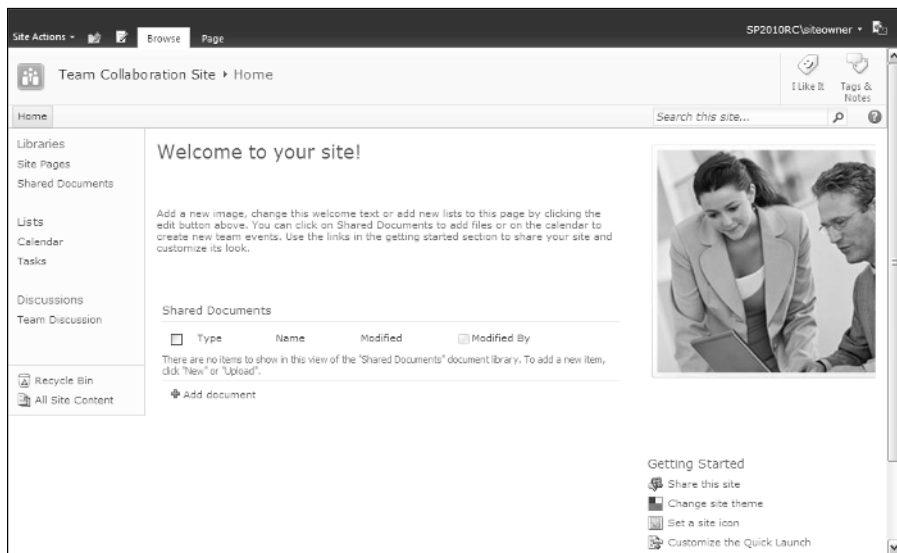 Site Actions
Browse
Page
SP2010RC\siteowner
Team Collaboration Site ▸ Home
I Like It
Tags &
Notes
Home
Search this site...
Libraries
Site Pages
Shared Documents
Lists
Calendar
Tasks
Discussions
Team Discussion
Recycle Bin
All Site Content
Welcome to your site!
Add a new image, change this welcome text or add new lists to this page by clicking the
edit button above. You can click on Shared Documents to add files or on the calendar to
create new team events. Use the links in the getting started section to share your site and
customize its look.
Shared Documents
Type Name Modified Modified By
There are no items to show in this view of the "Shared Documents" document library. To add a new item,
click "New" or "Upload".
Add document
Getting Started
Share this site
Change site theme
Set a site icon
Customize the Quick Launch